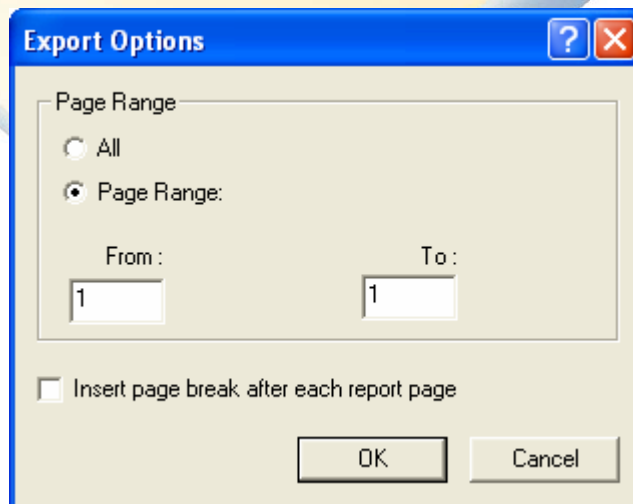 Export Options
Page Range
All
Page Range:
From :
To :
1
1
Insert page break after each report page
OK
Cancel